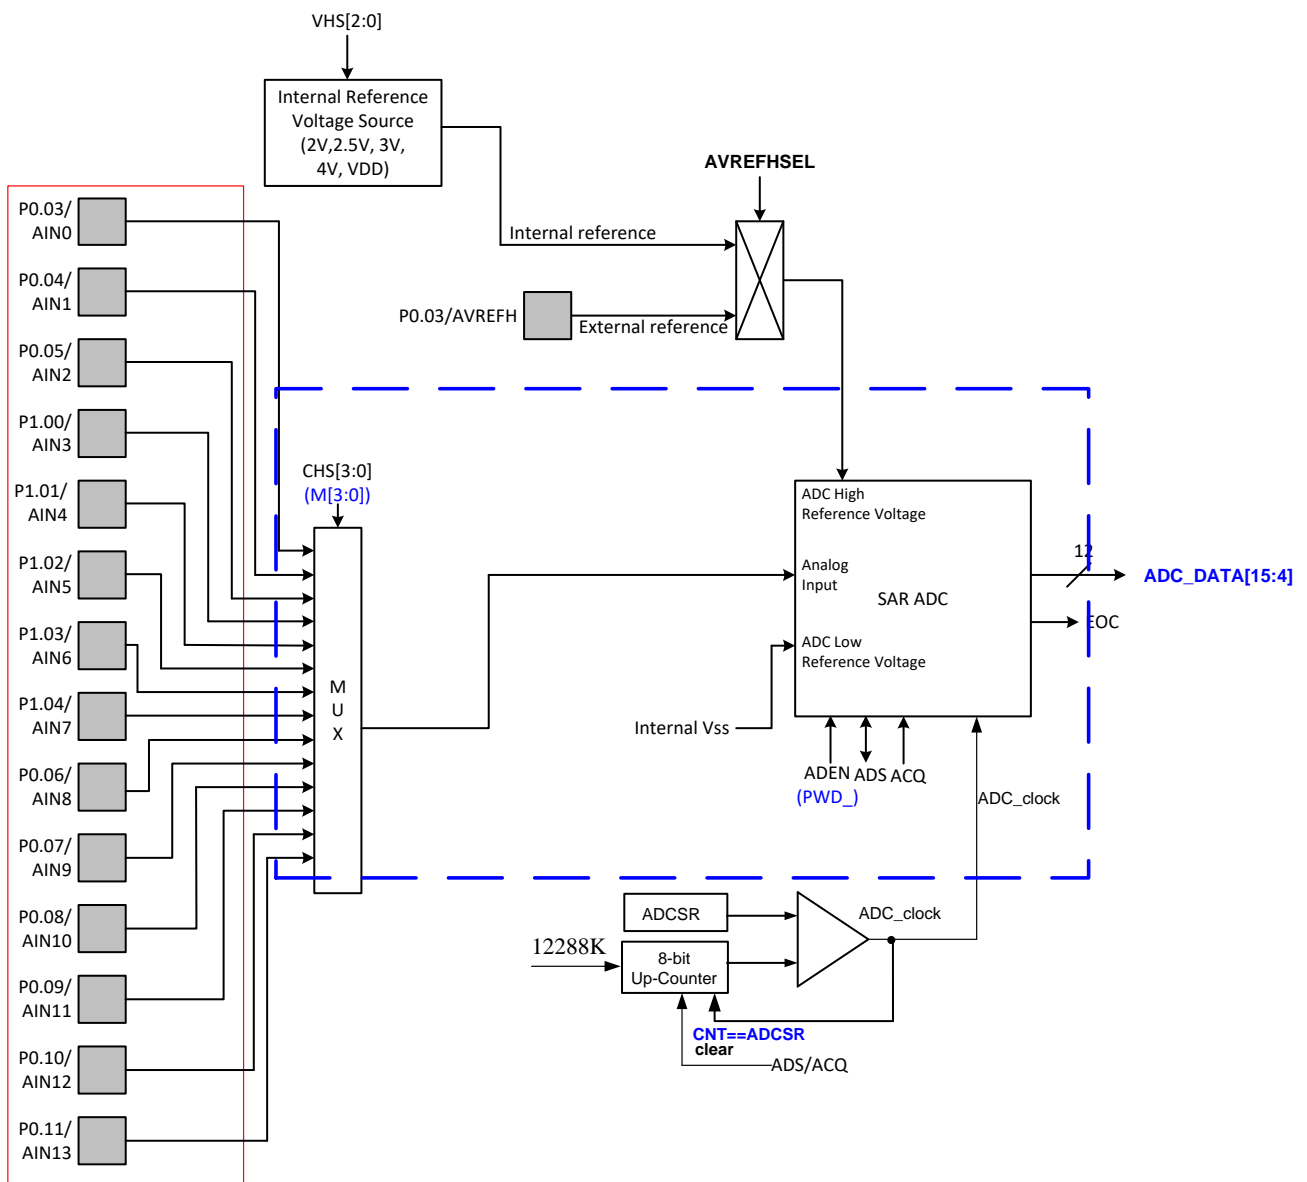 VHS[2:0]
Internal Reference
Voltage Source
(2V,2.5V, 3V,
4V, VDD)
AVREFHSEL
Internal reference
P0.03/AVREFH
External reference
P0.03/
AIN0
P0.04/
AIN1
P0.05/
AIN2
P1.00/
AIN3
P1.01/
AIN4
P1.02/
AIN5
P1.03/
AIN6
P1.04/
AIN7
P0.06/
AIN8
P0.07/
AIN9
P0.08/
AIN10
P0.09/
AIN11
P0.10/
AIN12
P0.11/
AIN13
CHS[3:0]
(M[3:0])
M
U
X
ADC High
Reference Voltage
Analog
Input
SAR ADC
ADC Low
Reference Voltage
12
ADC_DATA[15:4]
EOC
Internal Vss
ADEN
(PWD_)
ADS
ACQ
ADC_clock
ADCSR
ADC_clock
12288K
8-bit
Up-Counter
CNT==ADCSR
clear
ADS/ACQ